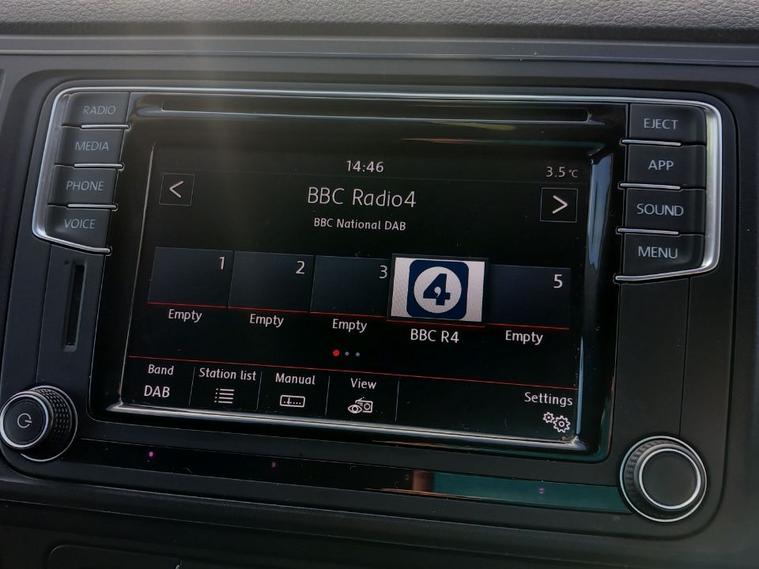 RADIO
MEDIA
PHONE
VOICE
EJECT
APP
SOUND
MENU
14:46
3.5°C
<
BBC Radio4
>
BBC National DAB
1
2
3
4
5
Empty
Empty
Empty
BBC R4
Empty
Band
DAB
Station list
Manual
View
Settings